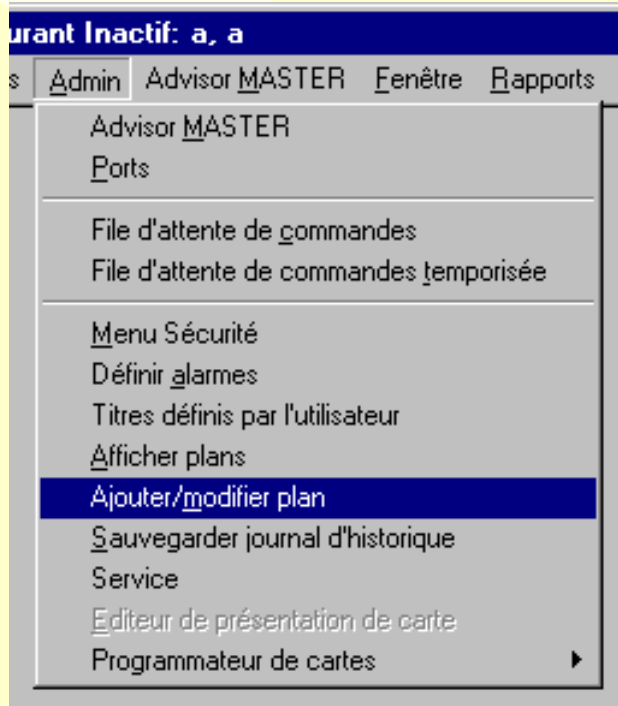 urant Inactif: a, a
s Admin Advisor MASTER Fenêtre Rapports
Advisor MASTER
Ports
File d'attente de commandes
File d'attente de commandes temporisée
Menu Sécurité
Définir alarmes
Titres définis par l'utilisateur
Afficher plans
Ajouter/modifier plan
Sauvegarder journal d'historique
Service
Editeur de présentation de carte
Programmateur de cartes